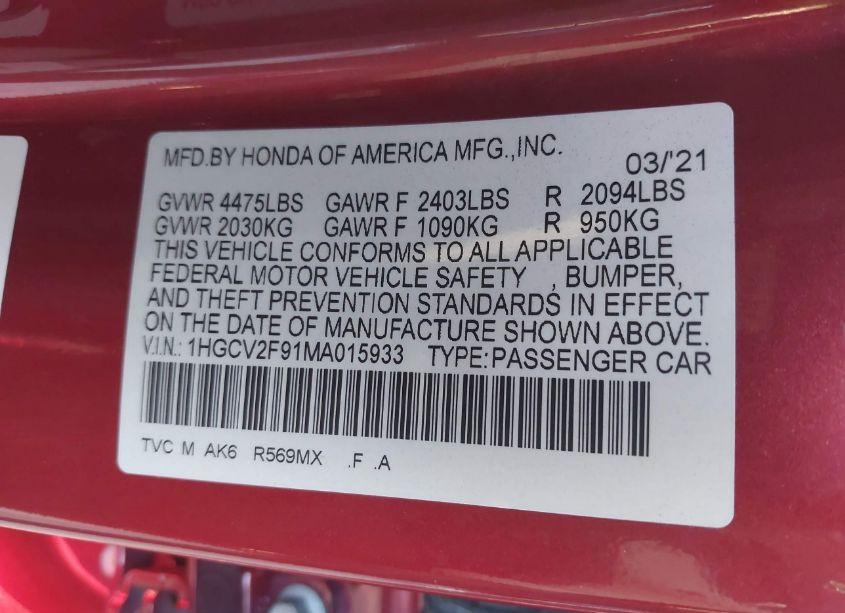 MFD.BY HONDA OF AMERICA MFG.,INC. 03/'21
GVWR 4475LBS GAWR F 2403LBS R 2094LBS
GVWR 2030KG GAWR F 1090KG R 950KG
THIS VEHICLE CONFORMS TO ALL APPLICABLE
FEDERAL MOTOR VEHICLE SAFETY , BUMPER,
AND THEFT PREVENTION STANDARDS IN EFFECT
ON THE DATE OF MANUFACTURE SHOWN ABOVE.
V.I.N.: 1HGCV2F91MA015933 TYPE:PASSENGER CAR
TVC M AK6 R569MX .F .A